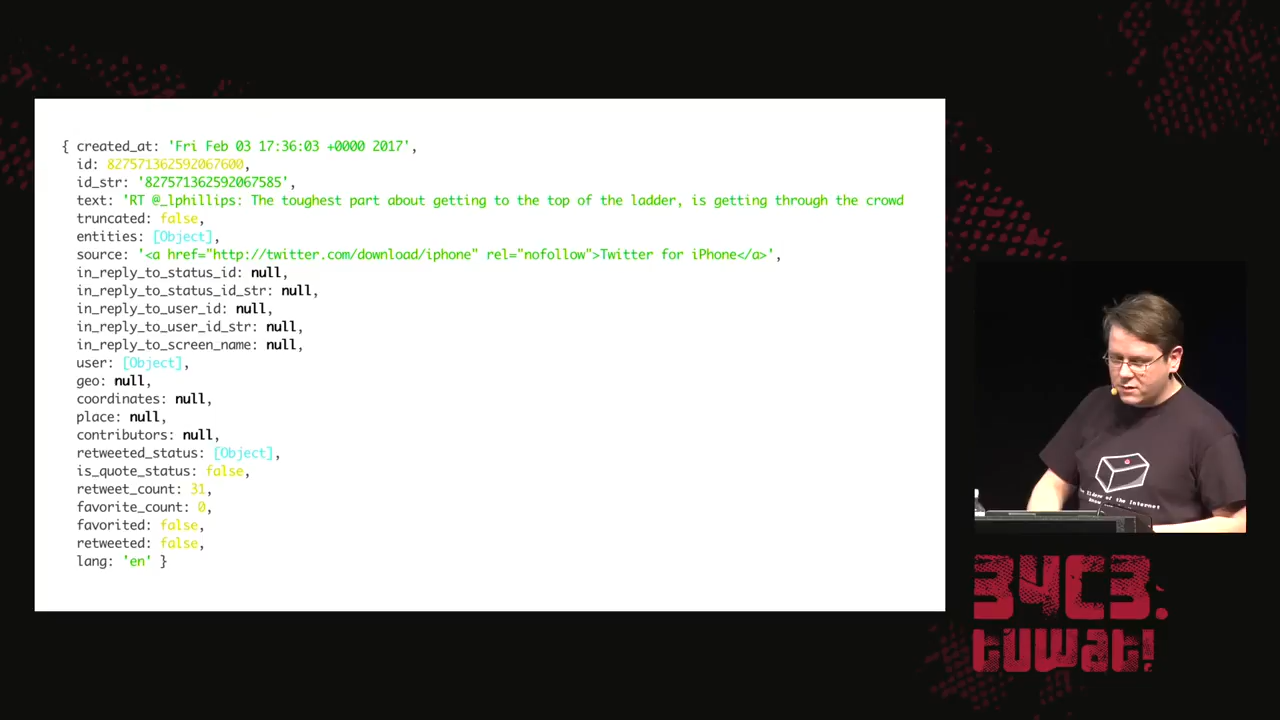 { created_at: 'Fri Feb 03 17:36:03 +0000 2017',
id: 827571362592067600,
id_str: '827571362592067585',
text: 'RT @_lphillips: The toughest part about getting to the top of the ladder, is getting through the crowd
truncated: false,
entities: [Object],
source: '<a href="http://twitter.com/download/iphone" rel="nofollow">Twitter for iPhone</a>',
in_reply_to_status_id: null,
in_reply_to_status_id_str: null,
in_reply_to_user_id: null,
in_reply_to_user_id_str: null,
in_reply_to_screen_name: null,
user: [Object],
geo: null,
coordinates: null,
place: null,
contributors: null,
retweeted_status: [Object],
is_quote_status: false,
retweet_count: 31,
favorite_count: 0,
favorited: false,
retweeted: false,
lang: 'en' }
Elders of the Internet
34C3.
tuwat!